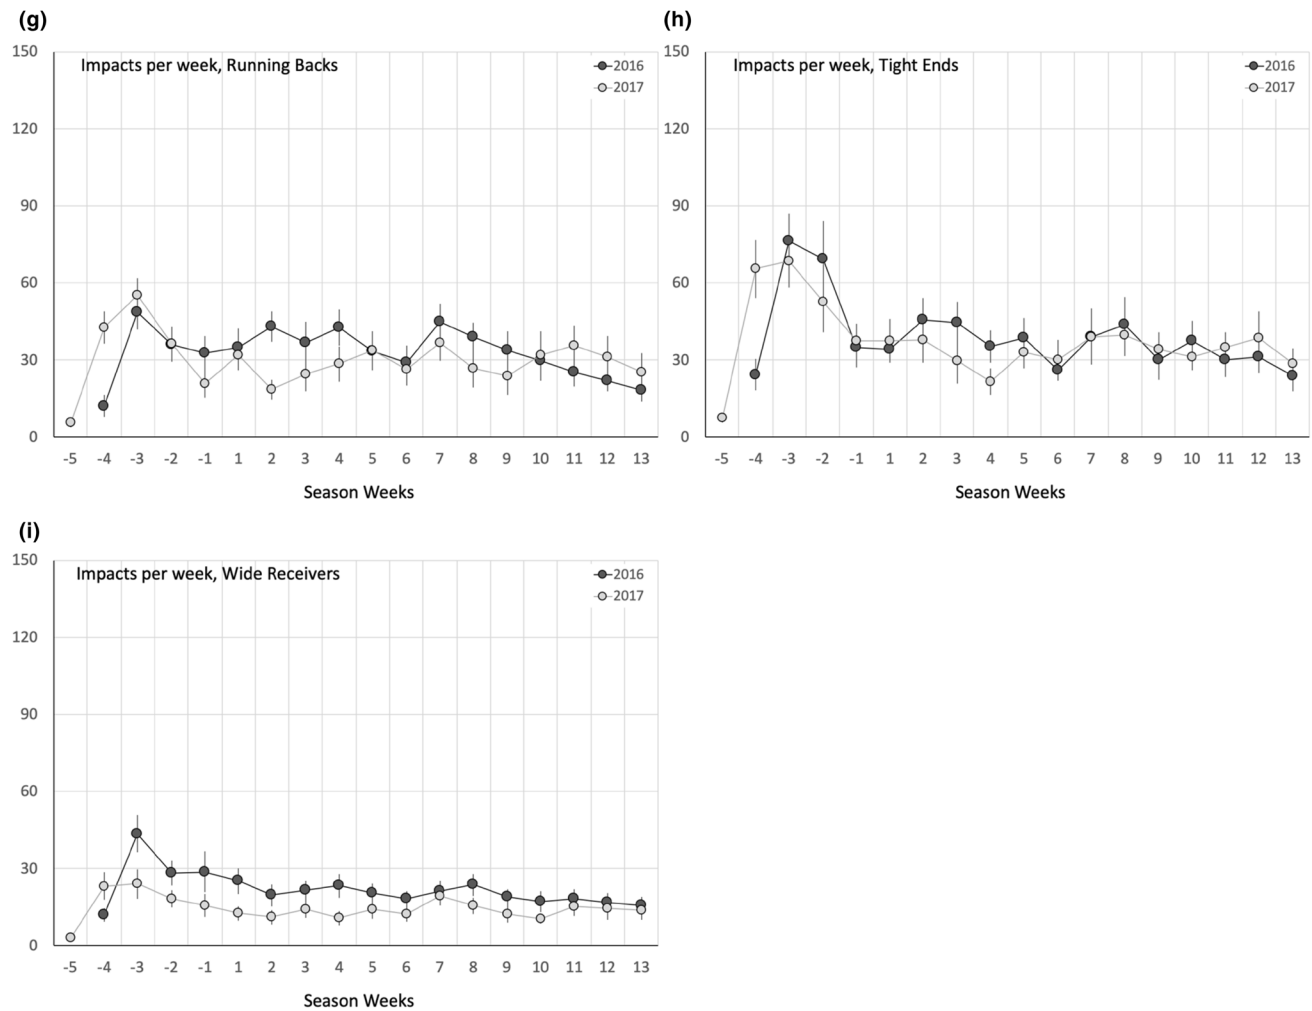 (g)
Impacts per week, Running Backs
2016
2017
150
120
90
60
30
0
-5 -4 -3 -2 -1 1 2 3 4 5 6 7 8 9 10 11 12 13
Season Weeks
(h)
Impacts per week, Tight Ends
2016
2017
150
120
90
60
30
0
-5 -4 -3 -2 -1 1 2 3 4 5 6 7 8 9 10 11 12 13
Season Weeks
(i)
Impacts per week, Wide Receivers
2016
2017
150
120
90
60
30
0
-5 -4 -3 -2 -1 1 2 3 4 5 6 7 8 9 10 11 12 13
Season Weeks